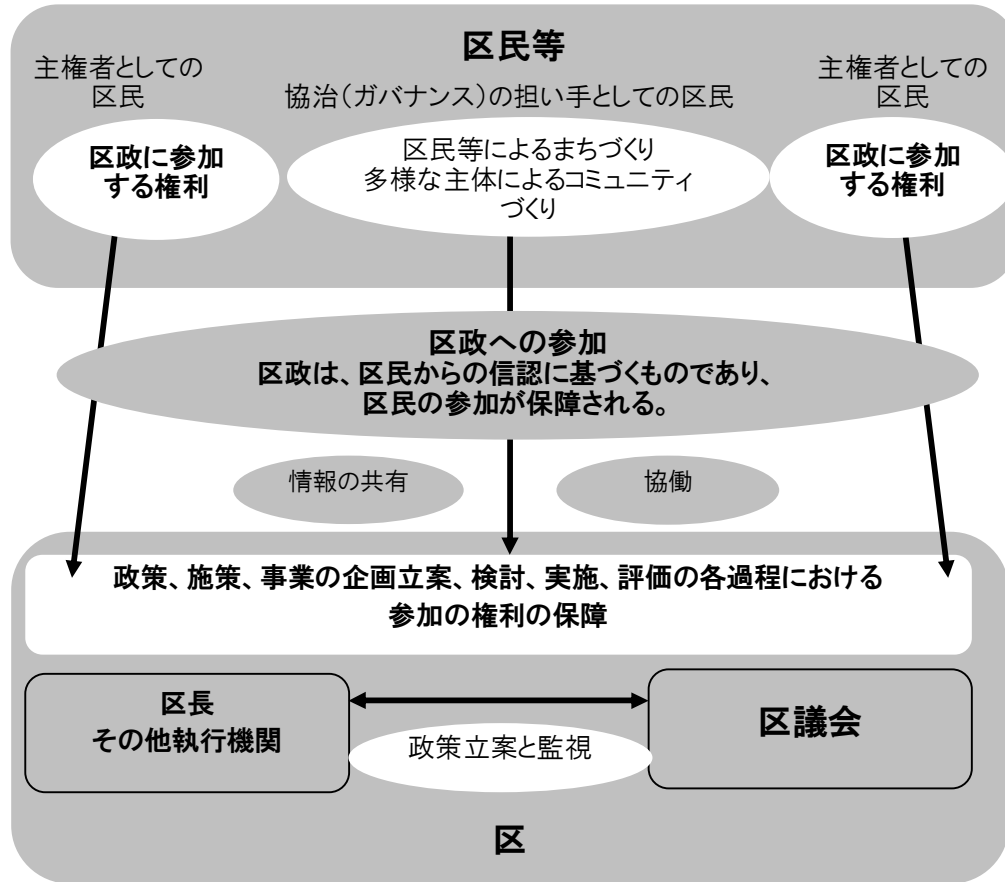 区民等
主権者としての
区民
協治（ガバナンス）の担い手としての区民
主権者としての
区民
区政に参加
する権利
区民等によるまちづくり
多様な主体によるコミュニティ
づくり
区政に参加
する権利
区政への参加
区政は、区民からの信認に基づくものであり、
区民の参加が保障される。
情報の共有
協働
政策、施策、事業の企画立案、検討、実施、評価の各過程における
参加の権利の保障
区長
その他執行機関
政策立案と監視
区議会
区